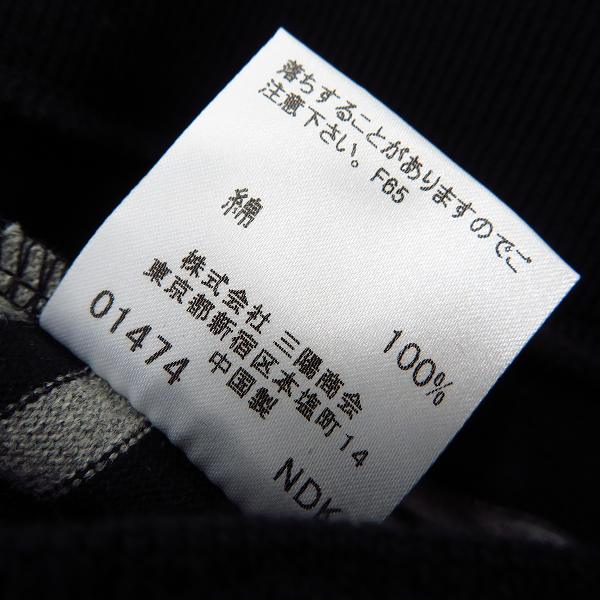 落ちすることがありますのでご
注意下さい。F65
綿 100%
株式会社 三陽商会
東京都新宿区本塩町14
01474 中国製
NDK